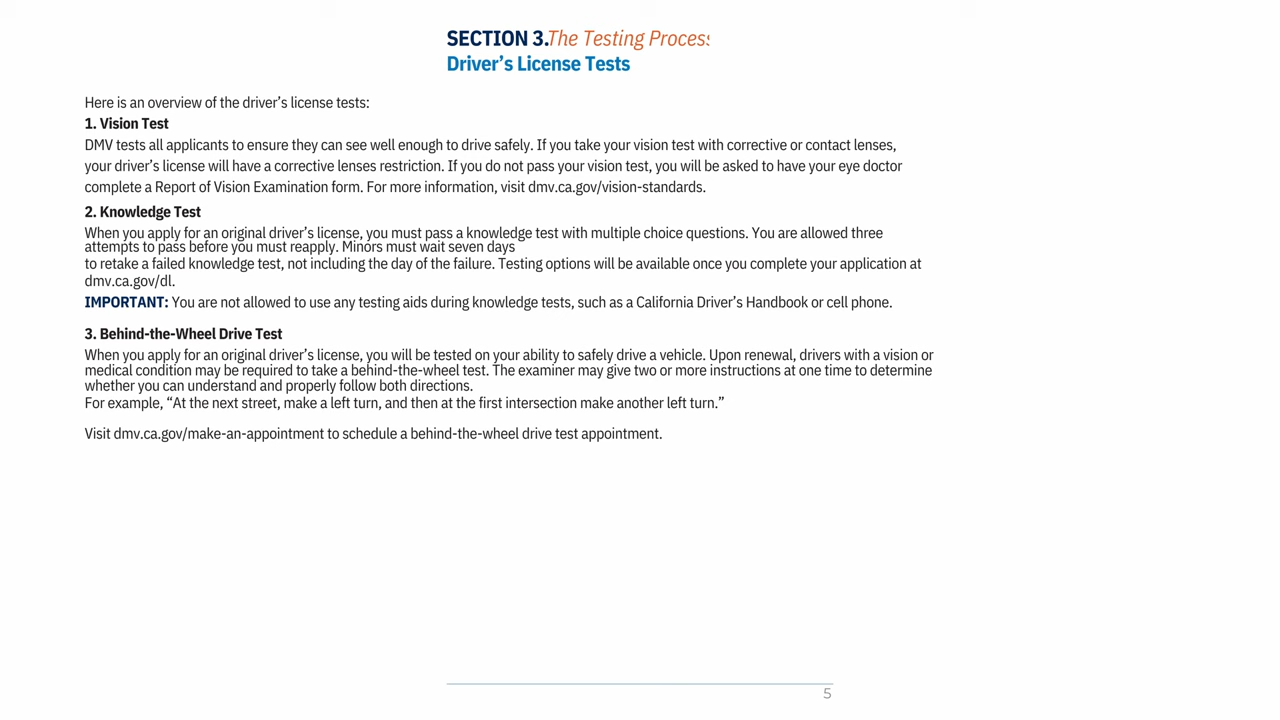 SECTION 3. The Testing Process
Driver’s License Tests
Here is an overview of the driver’s license tests:
1. Vision Test
DMV tests all applicants to ensure they can see well enough to drive safely. If you take your vision test with corrective or contact lenses,
your driver’s license will have a corrective lenses restriction. If you do not pass your vision test, you will be asked to have your eye doctor
complete a Report of Vision Examination form. For more information, visit dmv.ca.gov/vision-standards.
2. Knowledge Test
When you apply for an original driver’s license, you must pass a knowledge test with multiple choice questions. You are allowed three
attempts to pass before you must reapply. Minors must wait seven days
to retake a failed knowledge test, not including the day of the failure. Testing options will be available once you complete your application at
dmv.ca.gov/dl.
IMPORTANT: You are not allowed to use any testing aids during knowledge tests, such as a California Driver’s Handbook or cell phone.
3. Behind-the-Wheel Drive Test
When you apply for an original driver’s license, you will be tested on your ability to safely drive a vehicle. Upon renewal, drivers with a vision or
medical condition may be required to take a behind-the-wheel test. The examiner may give two or more instructions at one time to determine
whether you can understand and properly follow both directions.
For example, “At the next street, make a left turn, and then at the first intersection make another left turn.”
Visit dmv.ca.gov/make-an-appointment to schedule a behind-the-wheel drive test appointment.
5